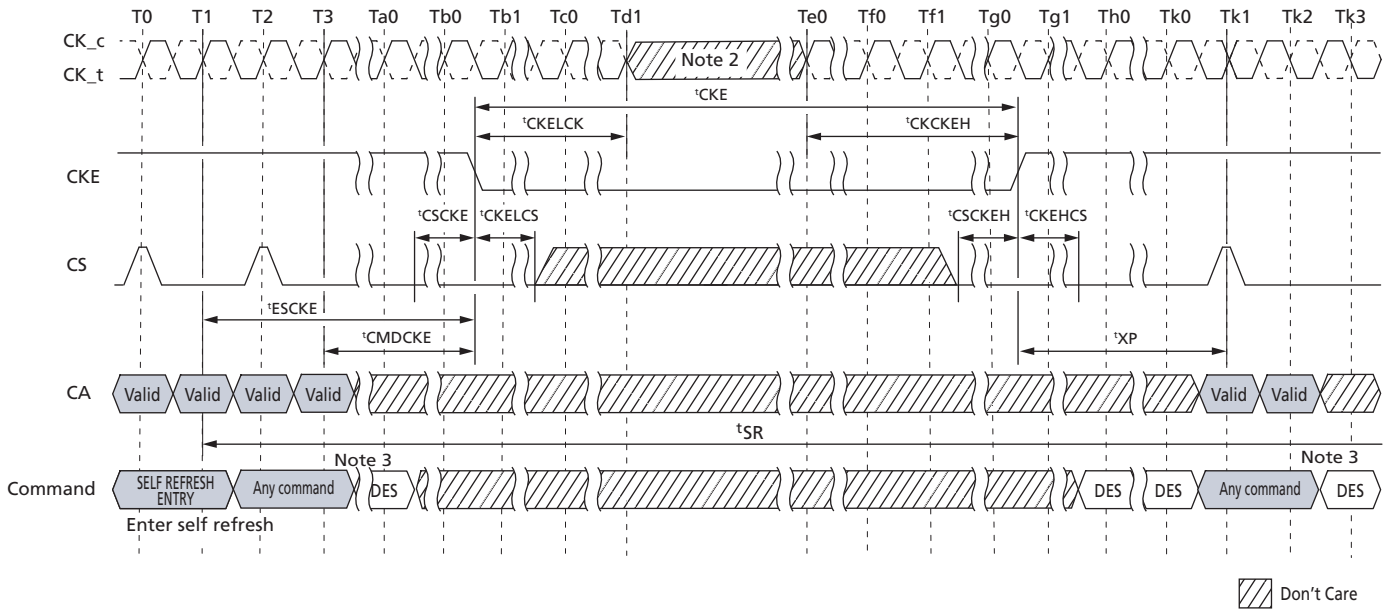 T0 T1 T2 T3 Ta0 Tb0 Tb1 Tc0 Td1 Te0 Tf0 Tf1 Tg0 Tg1 Th0 Tk0 Tk1 Tk2 Tk3
CK_c
CK_t
Note 2
tCKE
tCKELCK tCKCKEH
CKE
tCSCKE tCKELCS tCSCKEH tCKEHCS
CS
tESCKE
tCMDCKE tXP
CA Valid Valid Valid Valid Valid Valid
tSR
Note 3 Note 3
Command SELF REFRESH ENTRY Any command DES DES DES Any command DES
Enter self refresh
Don't Care